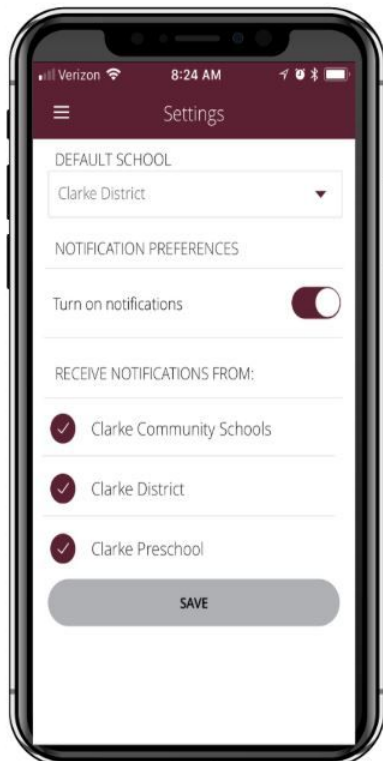 Verizon 8:24 AM
Settings
DEFAULT SCHOOL
Clarke District
NOTIFICATION PREFERENCES
Turn on notifications
RECEIVE NOTIFICATIONS FROM:
Clarke Community Schools
Clarke District
Clarke Preschool
SAVE